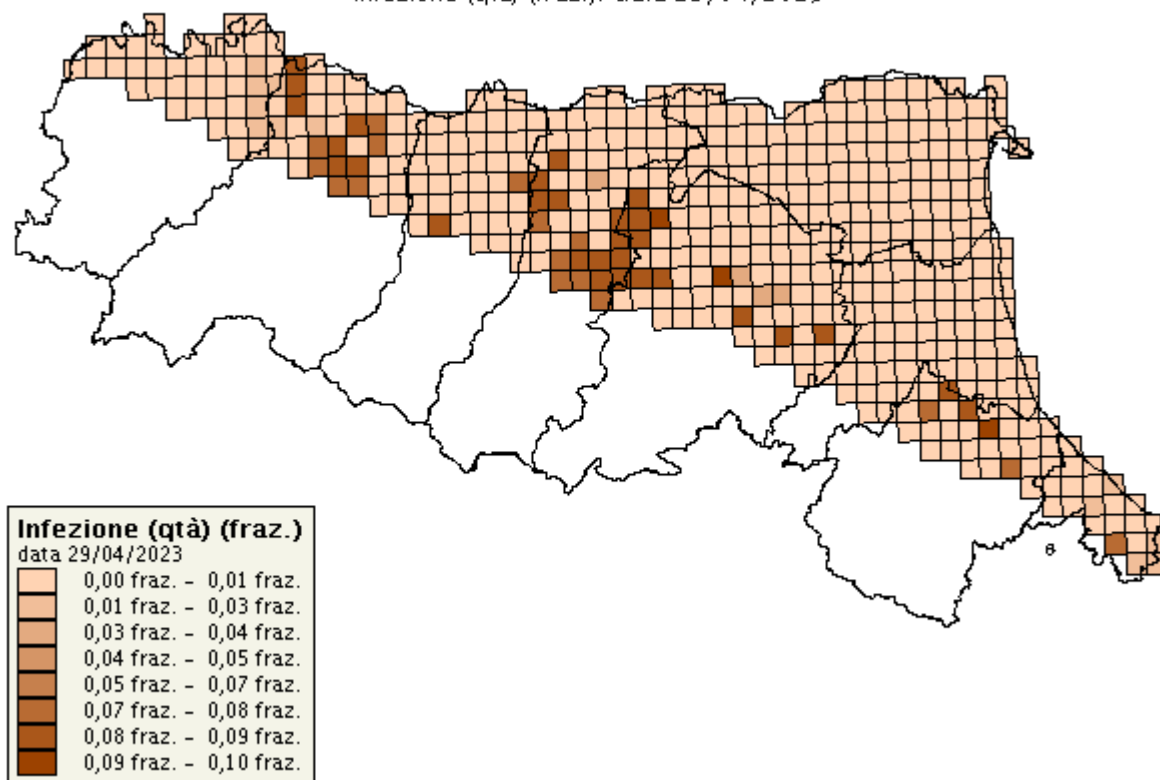 Infezione (qtà) (fraz.)
data 29/04/2023
0,00 fraz. - 0,01 fraz.
0,01 fraz. - 0,03 fraz.
0,03 fraz. - 0,04 fraz.
0,04 fraz. - 0,05 fraz.
0,05 fraz. - 0,07 fraz.
0,07 fraz. - 0,08 fraz.
0,08 fraz. - 0,09 fraz.
0,09 fraz. - 0,10 fraz.